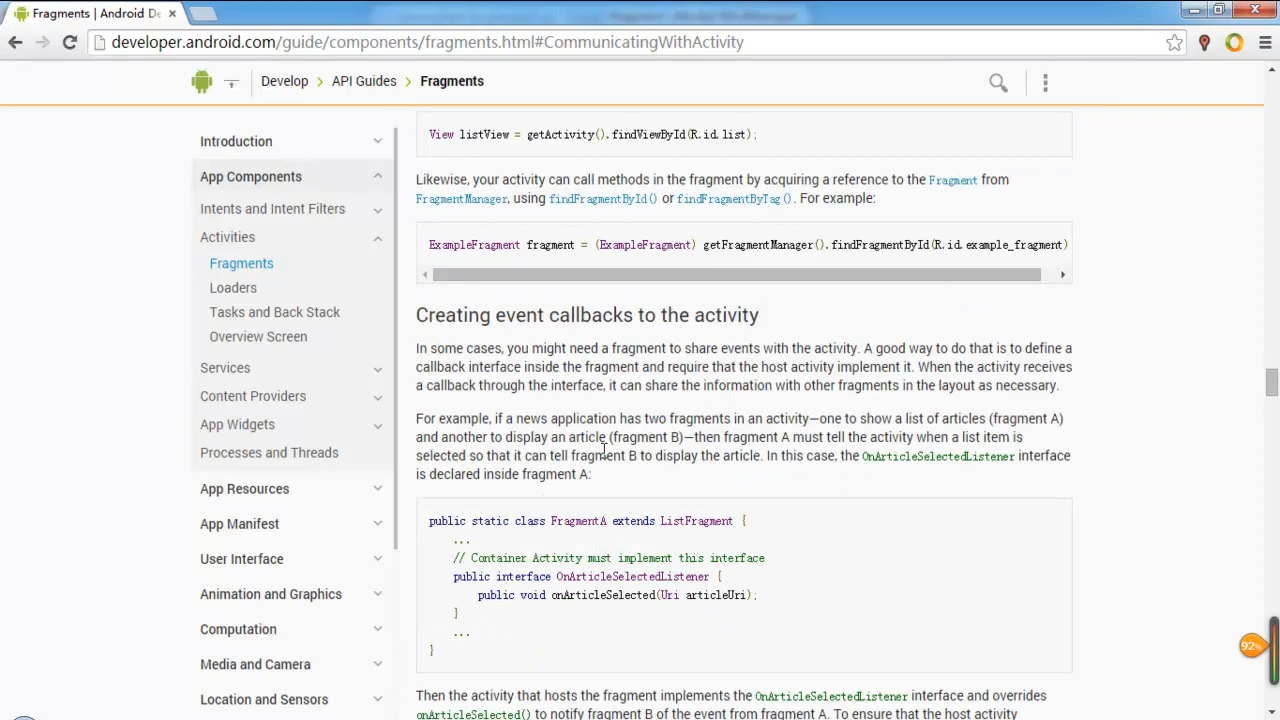 Fragments | Android De
developer.android.com/guide/components/fragments.html#CommunicatingWithActivity
Develop > API Guides > Fragments
Introduction
App Components
Intents and Intent Filters
Activities
Fragments
Loaders
Tasks and Back Stack
Overview Screen
Services
Content Providers
App Widgets
Processes and Threads
App Resources
App Manifest
User Interface
Animation and Graphics
Computation
Media and Camera
Location and Sensors
View listView = getActivity().findViewById(R.id.list);
Likewise, your activity can call methods in the fragment by acquiring a reference to the Fragment from
FragmentManager, using findFragmentById() or findFragmentByTag(). For example:
ExampleFragment fragment = (ExampleFragment) getFragmentManager().findFragmentById(R.id.example_fragment)
Creating event callbacks to the activity
In some cases, you might need a fragment to share events with the activity. A good way to do that is to define a
callback interface inside the fragment and require that the host activity implement it. When the activity receives
a callback through the interface, it can share the information with other fragments in the layout as necessary.
For example, if a news application has two fragments in an activity—one to show a list of articles (fragment A)
and another to display an article (fragment B)—then fragment A must tell the activity when a list item is
selected so that it can tell fragment B to display the article. In this case, the OnArticleSelectedListener interface
is declared inside fragment A:
public static class FragmentA extends ListFragment {
...
// Container Activity must implement this interface
public interface OnArticleSelectedListener {
public void onArticleSelected(Uri articleUri);
}
...
}
Then the activity that hosts the fragment implements the OnArticleSelectedListener interface and overrides
onArticleSelected() to notify fragment B of the event from fragment A. To ensure that the host activity
92%